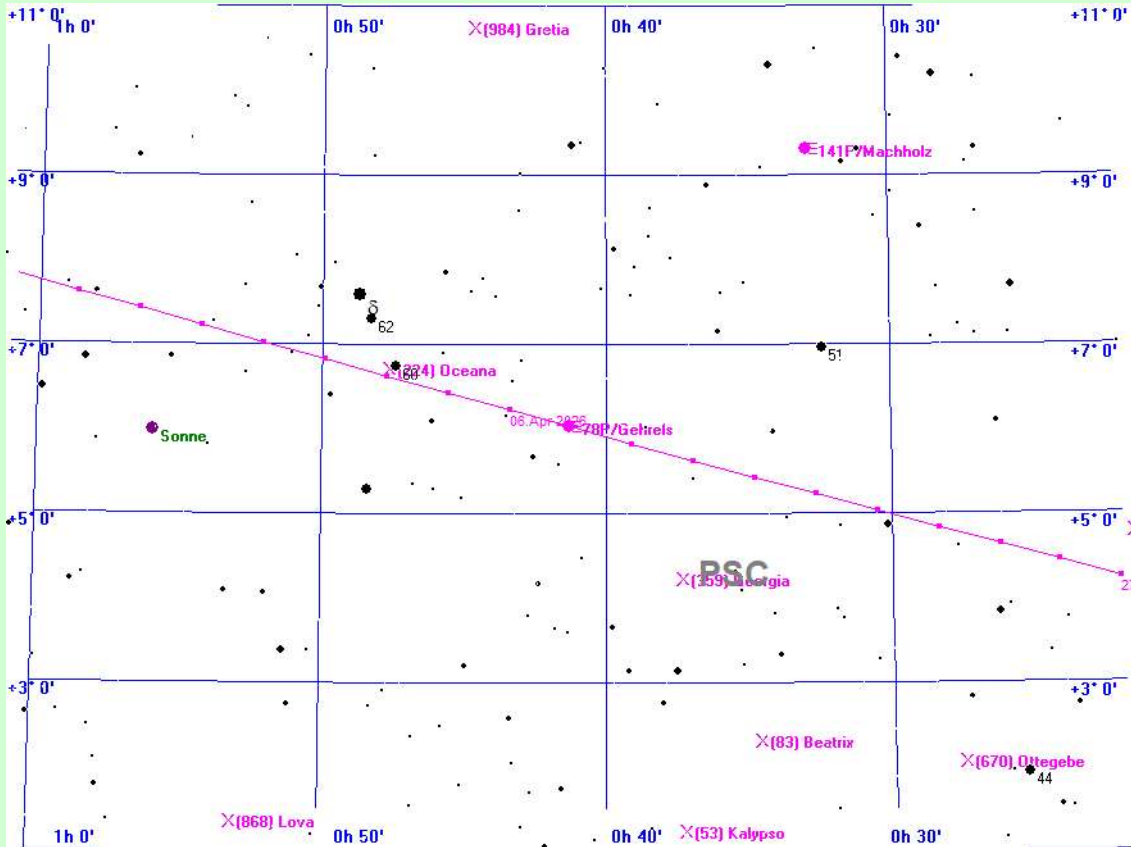 +11° 0'
1h 0'
0h 50'
0h 40'
0h 30'
+11° 0'
(984) Gretia
141P/Machholz
+9° 0'
+9° 0'
δ
62
+7° 0'
+7° 0'
51
(224) Oceana
60
06.Apr 2026
78P/Gehrels
Sonne
+5° 0'
+5° 0'
PSC
(359) Georgia
+3° 0'
+3° 0'
(83) Beatrix
(670) Ottegebe
44
(868) Lova
(53) Kalypso
1h 0'
0h 50'
0h 40'
0h 30'